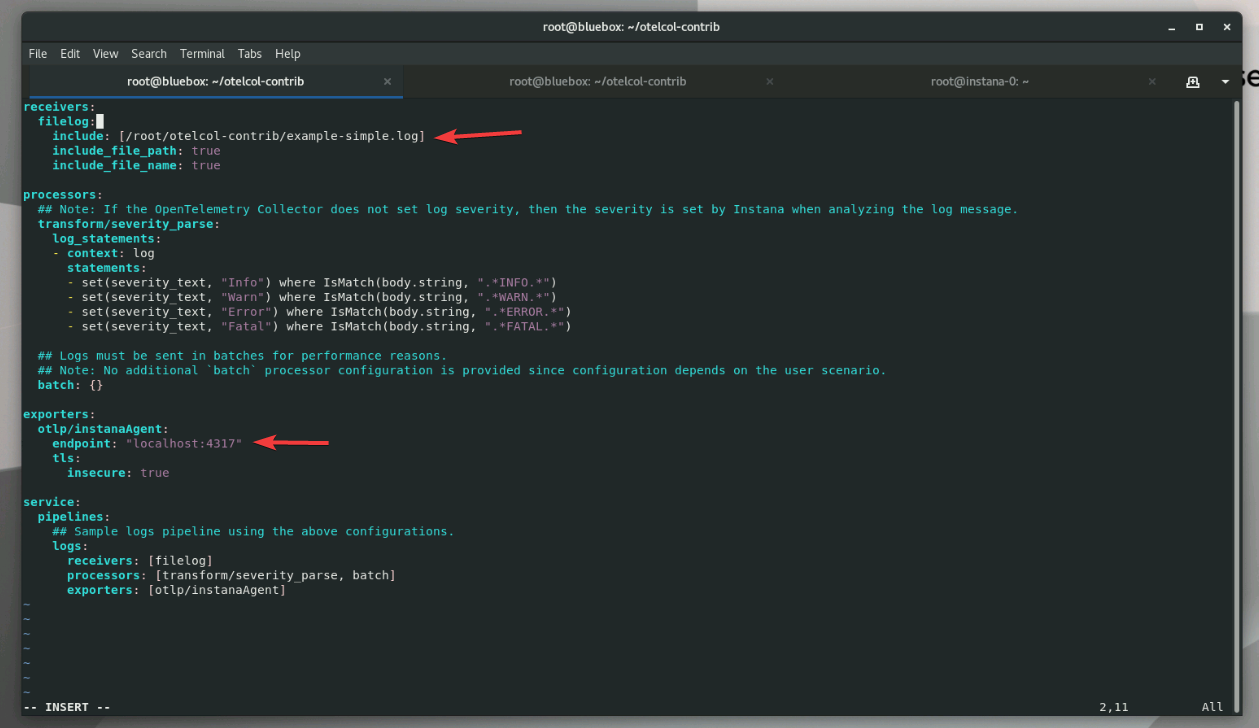 root@bluebox: ~/otelcol-contrib
File Edit View Search Terminal Tabs Help
root@bluebox: ~/otelcol-contrib × root@bluebox: ~/otelcol-contrib × root@instana-0: ~ ×
receivers:
  filelog:
    include: [/root/otelcol-contrib/example-simple.log]
    include_file_path: true
    include_file_name: true
processors:
  ## Note: If the OpenTelemetry Collector does not set log severity, then the severity is set by Instana when analyzing the log message.
  transform/severity_parse:
    log_statements:
    - context: log
      statements:
      - set(severity_text, "Info") where IsMatch(body.string, ".*INFO.*")
      - set(severity_text, "Warn") where IsMatch(body.string, ".*WARN.*")
      - set(severity_text, "Error") where IsMatch(body.string, ".*ERROR.*")
      - set(severity_text, "Fatal") where IsMatch(body.string, ".*FATAL.*")
  ## Logs must be sent in batches for performance reasons.
  ## Note: No additional `batch` processor configuration is provided since configuration depends on the user scenario.
  batch: {}
exporters:
  otlp/instanaAgent:
    endpoint: "localhost:4317"
    tls:
      insecure: true
service:
  pipelines:
    ## Sample logs pipeline using the above configurations.
    logs:
      receivers: [filelog]
      processors: [transform/severity_parse, batch]
      exporters: [otlp/instanaAgent]
~
~
~
~
~
~
~
-- INSERT -- 2,11 All